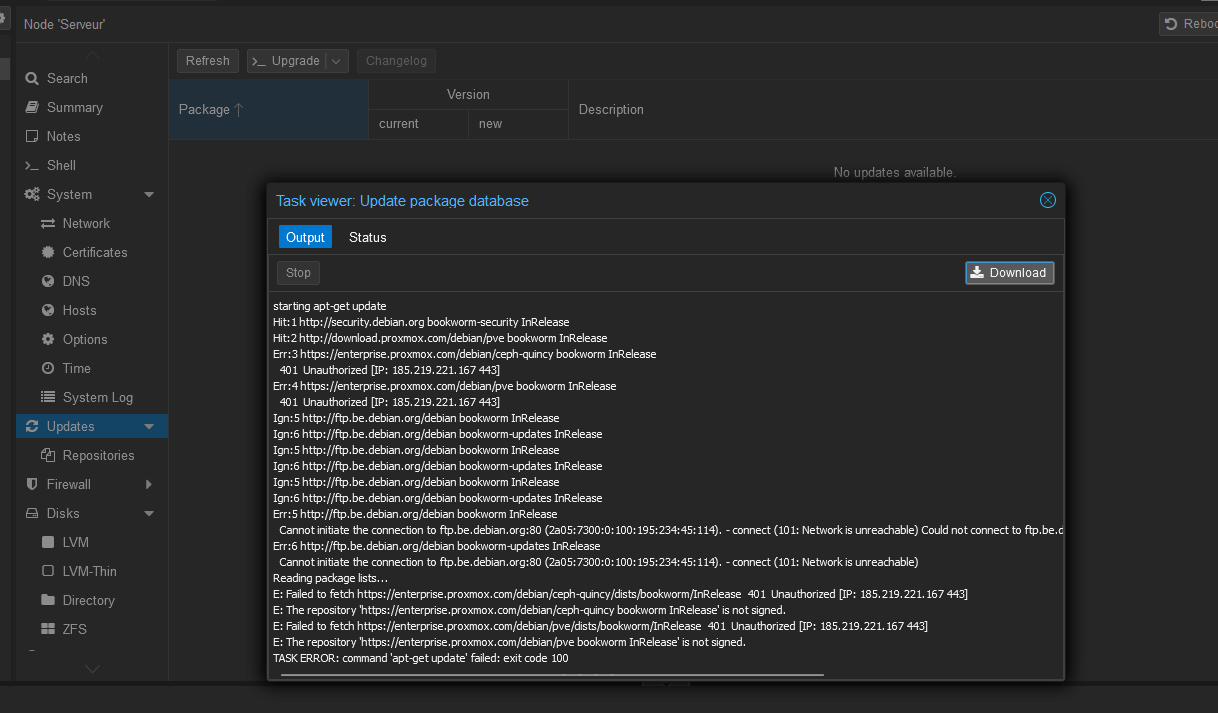 Node 'Serveur'
Reboo
Search
Summary
Notes
Shell
System
Network
Certificates
DNS
Hosts
Options
Time
System Log
Updates
Repositories
Firewall
Disks
LVM
LVM-Thin
Directory
ZFS
Refresh
>_ Upgrade
Changelog
Package ↑
Version
current
new
Description
No updates available.
Task viewer: Update package database
Output
Status
Stop
Download
starting apt-get update
Hit:1 http://security.debian.org bookworm-security InRelease
Hit:2 http://download.proxmox.com/debian/pve bookworm InRelease
Err:3 https://enterprise.proxmox.com/debian/ceph-quincy bookworm InRelease
401 Unauthorized [IP: 185.219.221.167 443]
Err:4 https://enterprise.proxmox.com/debian/pve bookworm InRelease
401 Unauthorized [IP: 185.219.221.167 443]
Ign:5 http://ftp.be.debian.org/debian bookworm InRelease
Ign:6 http://ftp.be.debian.org/debian bookworm-updates InRelease
Ign:5 http://ftp.be.debian.org/debian bookworm InRelease
Ign:6 http://ftp.be.debian.org/debian bookworm-updates InRelease
Ign:5 http://ftp.be.debian.org/debian bookworm InRelease
Ign:6 http://ftp.be.debian.org/debian bookworm-updates InRelease
Err:5 http://ftp.be.debian.org/debian bookworm InRelease
Cannot initiate the connection to ftp.be.debian.org:80 (2a05:7300:0:100:195:234:45:114). - connect (101: Network is unreachable) Could not connect to ftp.be.d
Err:6 http://ftp.be.debian.org/debian bookworm-updates InRelease
Cannot initiate the connection to ftp.be.debian.org:80 (2a05:7300:0:100:195:234:45:114). - connect (101: Network is unreachable)
Reading package lists...
E: Failed to fetch https://enterprise.proxmox.com/debian/ceph-quincy/dists/bookworm/InRelease 401 Unauthorized [IP: 185.219.221.167 443]
E: The repository 'https://enterprise.proxmox.com/debian/ceph-quincy bookworm InRelease' is not signed.
E: Failed to fetch https://enterprise.proxmox.com/debian/pve/dists/bookworm/InRelease 401 Unauthorized [IP: 185.219.221.167 443]
E: The repository 'https://enterprise.proxmox.com/debian/pve bookworm InRelease' is not signed.
TASK ERROR: command 'apt-get update' failed: exit code 100